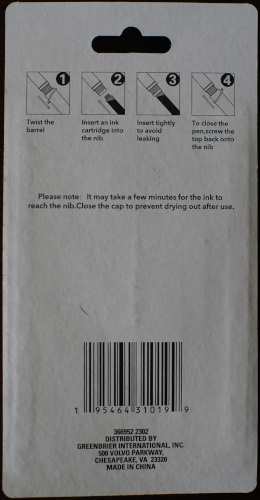 1 2 3 4
Twist the
barrel
Insert an ink
cartridge into
the nib
Insert tightly
to avoid
leaking
To close the
pen,screw the
top back onto
the nib
Please note: It may take a few minutes for the ink to
reach the nib.Close the cap to prevent drying out after use.
1 95464 31019 9
366952 2302
DISTRIBUTED BY
GREENBRIER INTERNATIONAL, INC.
500 VOLVO PARKWAY,
CHESAPEAKE, VA 23320
MADE IN CHINA